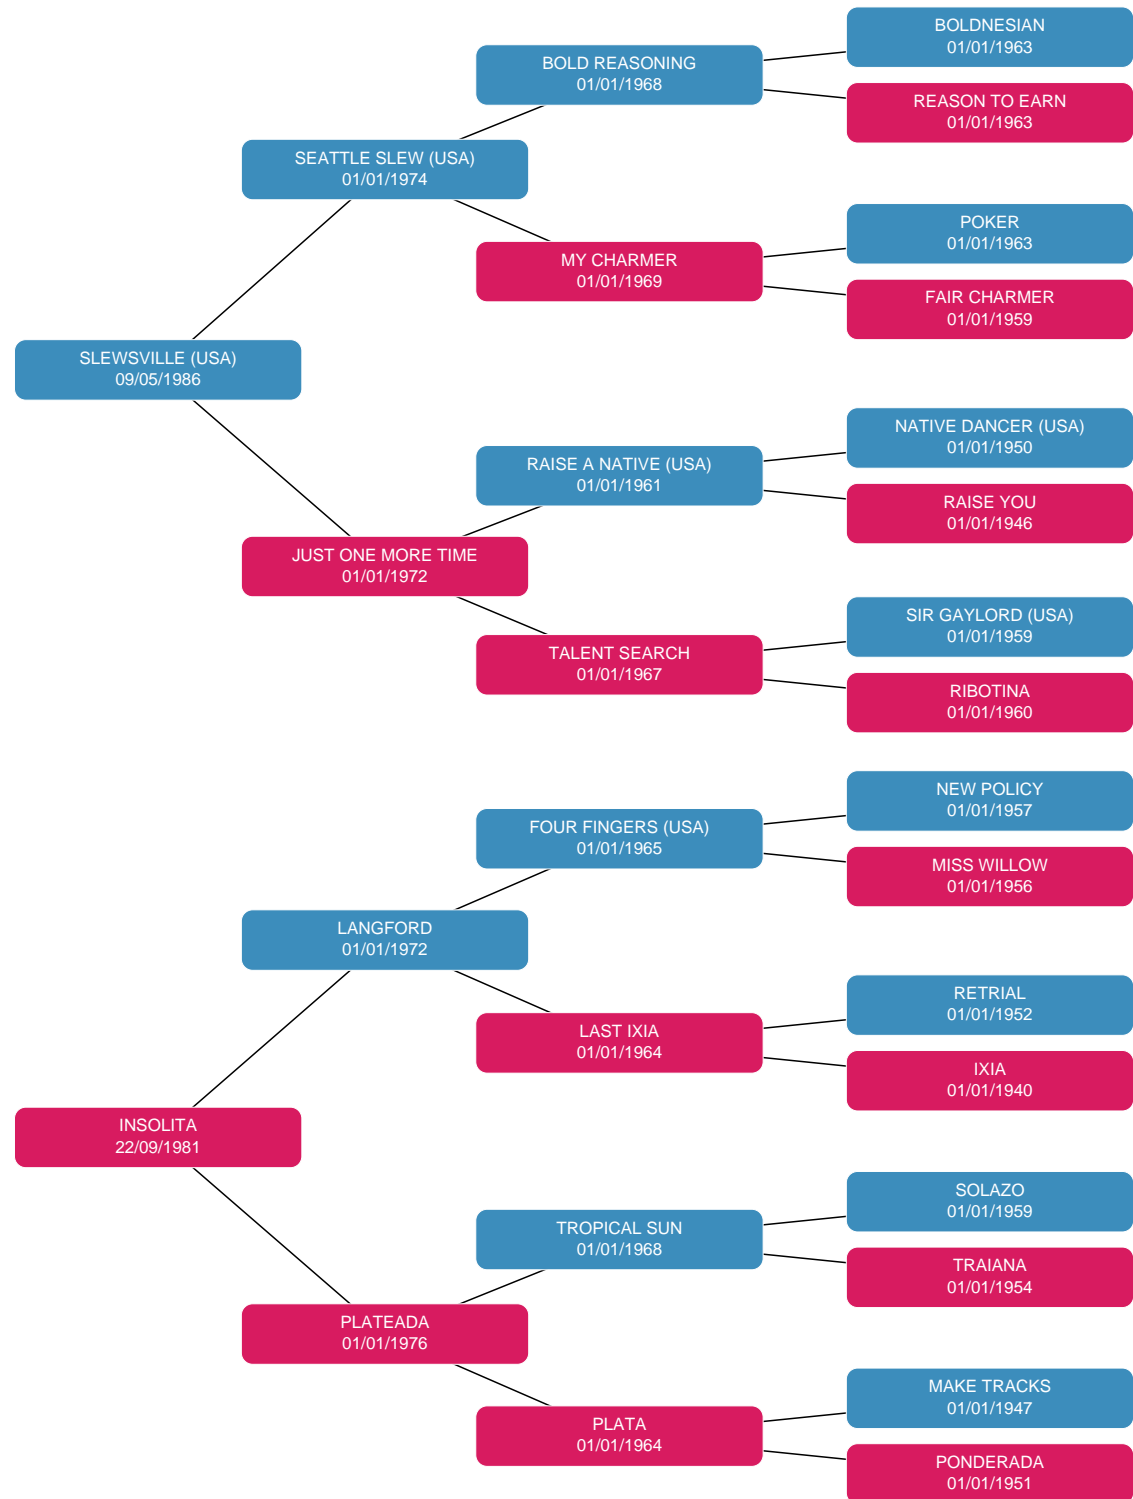 BOLDNESIAN
01/01/1963
BOLD REASONING
01/01/1968
REASON TO EARN
01/01/1963
SEATTLE SLEW (USA)
01/01/1974
POKER
01/01/1963
MY CHARMER
01/01/1969
FAIR CHARMER
01/01/1959
SLEWSVILLE (USA)
09/05/1986
NATIVE DANCER (USA)
01/01/1950
RAISE A NATIVE (USA)
01/01/1961
RAISE YOU
01/01/1946
JUST ONE MORE TIME
01/01/1972
SIR GAYLORD (USA)
01/01/1959
TALENT SEARCH
01/01/1967
RIBOTINA
01/01/1960
NEW POLICY
01/01/1957
FOUR FINGERS (USA)
01/01/1965
MISS WILLOW
01/01/1956
LANGFORD
01/01/1972
RETRIAL
01/01/1952
LAST IXIA
01/01/1964
IXIA
01/01/1940
INSOLITA
22/09/1981
SOLAZO
01/01/1959
TROPICAL SUN
01/01/1968
TRAIANA
01/01/1954
PLATEADA
01/01/1976
MAKE TRACKS
01/01/1947
PLATA
01/01/1964
PONDERADA
01/01/1951